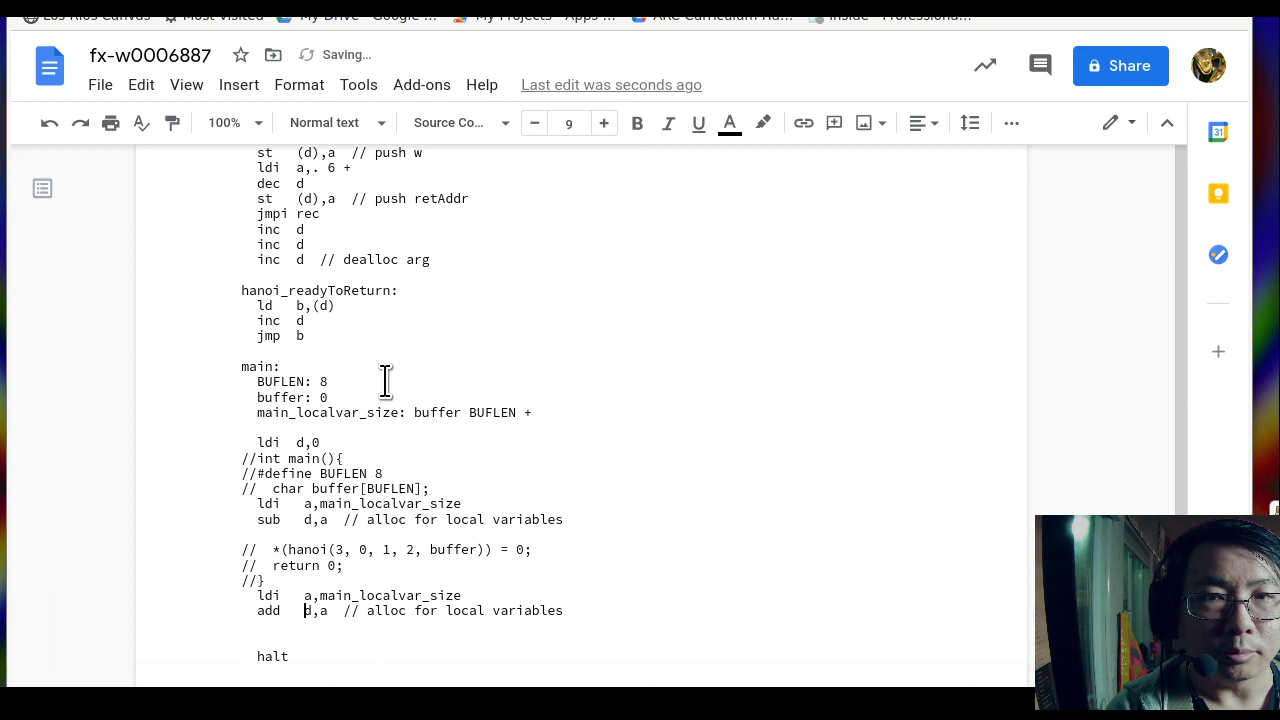 fx-w0006887
Saving...
File Edit View Insert Format Tools Add-ons Help Last edit was seconds ago
Share
100% Normal text Source Co... 9 B I U A
31
st (d),a // push w
ldi a,. 6 +
dec d
st (d),a // push retAddr
jmpi rec
inc d
inc d
inc d // dealloc arg
hanoi_readyToReturn:
ld b,(d)
inc d
jmp b
main:
BUFLEN: 8
buffer: 0
main_localvar_size: buffer BUFLEN +
ldi d,0
//int main(){
//#define BUFLEN 8
// char buffer[BUFLEN];
ldi a,main_localvar_size
sub d,a // alloc for local variables
// *(hanoi(3, 0, 1, 2, buffer)) = 0;
// return 0;
//}
ldi a,main_localvar_size
add d,a // alloc for local variables
halt